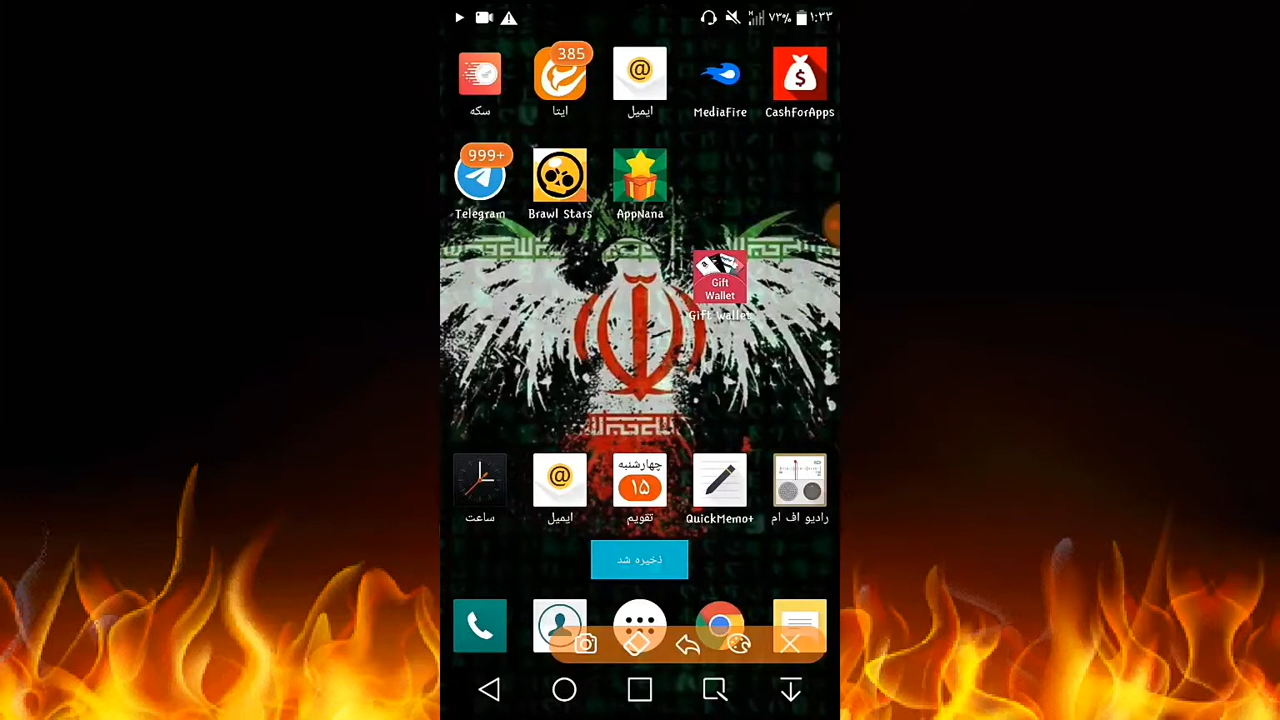 ۷۳% ۱:۲۳
385
@
$
سکه
ایتا
ایمیل
MediaFire
CashForApps
999+
Telegram
Brawl Stars
AppNana
Gift
Wallet
Gift Wallet
@
چهارشنبه
۱۵
ساعت
ایمیل
تقویم
QuickMemo+
رادیو اف ام
ذخیره شد